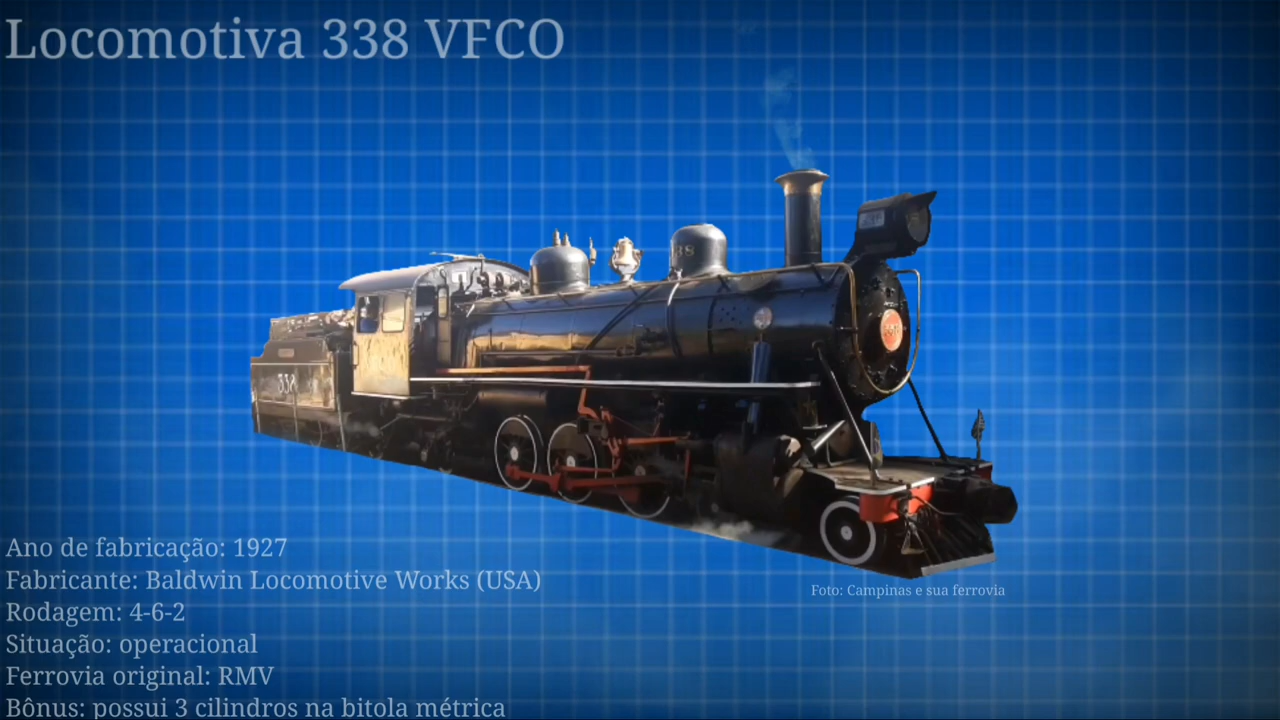 Locomotiva 338 VFCO
338
Ano de fabricação: 1927
Fabricante: Baldwin Locomotive Works (USA)
Foto: Campinas e sua ferrovia
Rodagem: 4-6-2
Situação: operacional
Ferrovia original: RMV
Bônus: possui 3 cilindros na bitola métrica